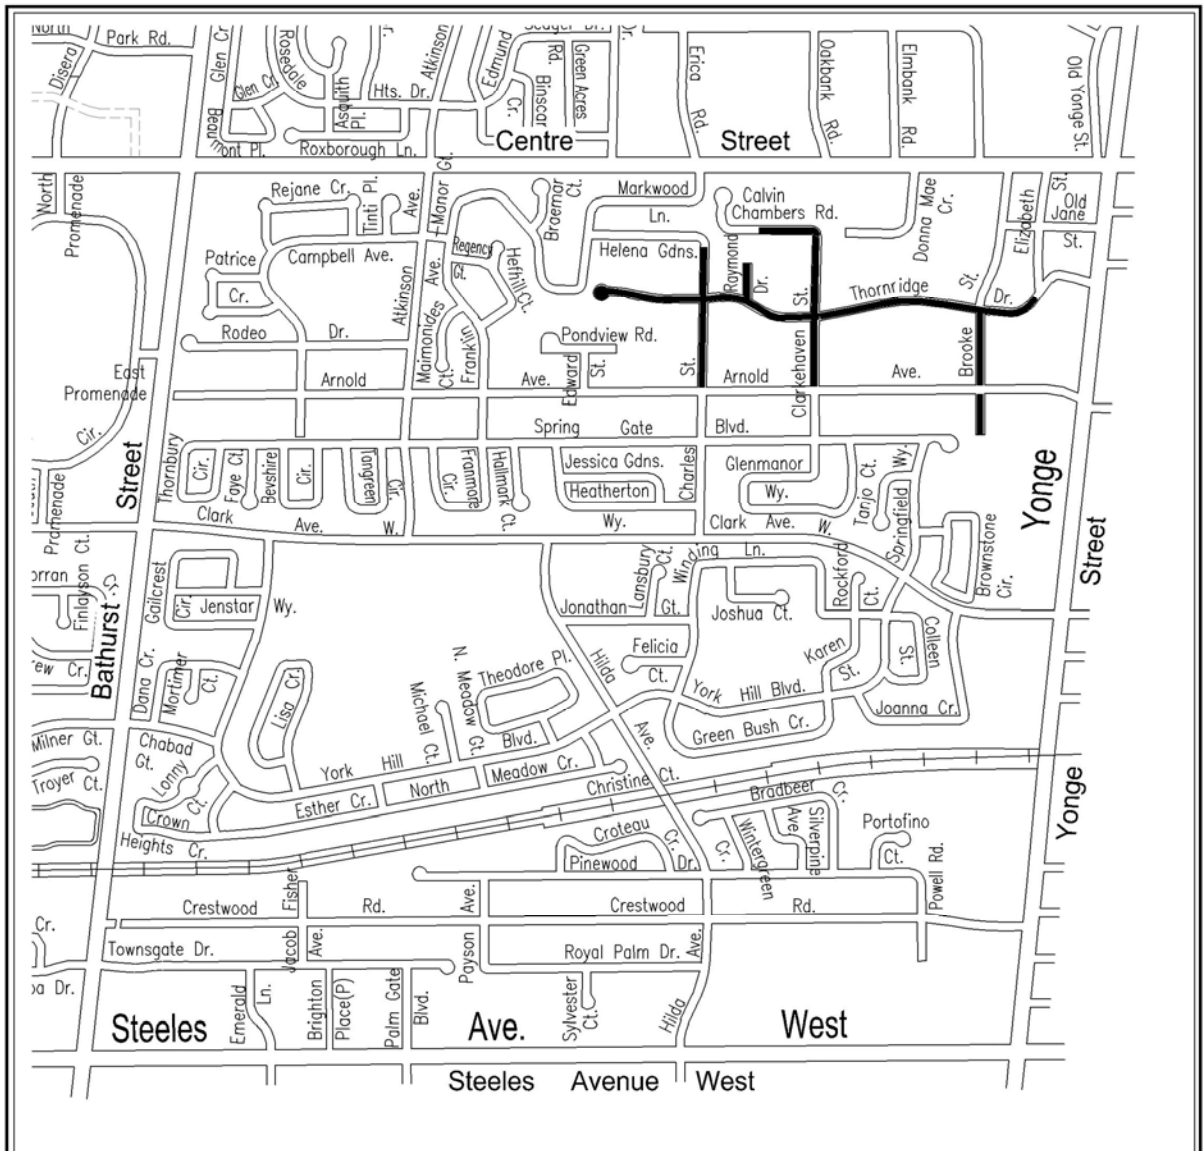 North
Park Rd.
Disera
Glen Cr
Rosedale
Glen Cr.
Asquith
Pl.
Hts. Dr.
Atkinson
Edmund
Cr.
Rd.
Binscar
Green Acres
Dr.
Erica
Rd.
Oakbank
Rd.
Elmbank
Rd.
Old Yonge St.
Beaumont Pl.
Roxborough Ln.
Centre
Street
North
Promenade
Rejane Cr.
Tinti Pl.
Ave.
Manor
Gt.
Braemar
Ct.
Markwood
Ln.
Calvin
Chambers Rd.
Donna Mae
Cr.
Elizabeth
St.
Old
Jane
St.
Patrice
Cr.
Campbell Ave.
Atkinson
Ave.
Regency
Gt.
Hefhill Ct.
Helena Gdns.
Raymond
Dr.
Thornridge
Dr.
St.
Rodeo
Dr.
Maimonides
Ct.
Franklin
Pondview Rd.
Edward
St.
St.
Clarkehaven
St.
Brooke
East
Promenade
Cir.
Arnold
Ave.
Arnold
Ave.
Spring
Gate
Blvd.
Street
Thornbury
Cir.
Faye Ct.
Bevshire
Cir.
Tangreen
Cir.
Franmore
Cir.
Hallmark
Ct.
Jessica Gdns.
Heatherton
Wy.
Charles
Glenmanor
Wy.
Tanjo Ct.
Wy.
Springfield
Yonge
Street
Promenade
Ct.
Clark
Ave.
W.
Clark
Ave.
W.
Brownstone
Cir.
Finlayson
Cr.
Gailcrest
Cir.
Jenstar
Wy.
Jonathan
Gt.
Lansbury
Ct.
Winding
Ln.
Joshua Ct.
Rockford
Ct.
Bathurst
Dana Cr.
Mortimer
Ct.
Lisa Cr.
Michael Ct.
N. Meadow Gt.
Theodore Pl.
Hilda
Ave.
Felicia
Ct.
Karen
St.
St.
Colleen
York
Hill
Blvd.
Green Bush Cr.
Joanna Cr.
Milner Gt.
Troyer
Ct.
Chabad
Gt.
Lonny
Ct.
Crown
York
Hill
Blvd.
Esther Cr.
North
Meadow Cr.
Christine Ct.
Bradbeer
Cr.
Yonge
Heights
Cr.
Croteau
Cr.
Pinewood
Dr.
Cr.
Wintergreen
Ave
Silverpine
Portofino
Ct.
Powell Rd.
Fisher
Crestwood
Rd.
Ave.
Crestwood
Rd.
Cr.
Townsgate Dr.
Jacob
Ave.
Payson
Royal Palm Dr.
Ave.
Emerald
Ln.
Brighton
Place(P)
Palm Gate
Blvd.
Sylvester
Ct.
Hilda
Steeles
Ave.
West
Steeles
Avenue
West